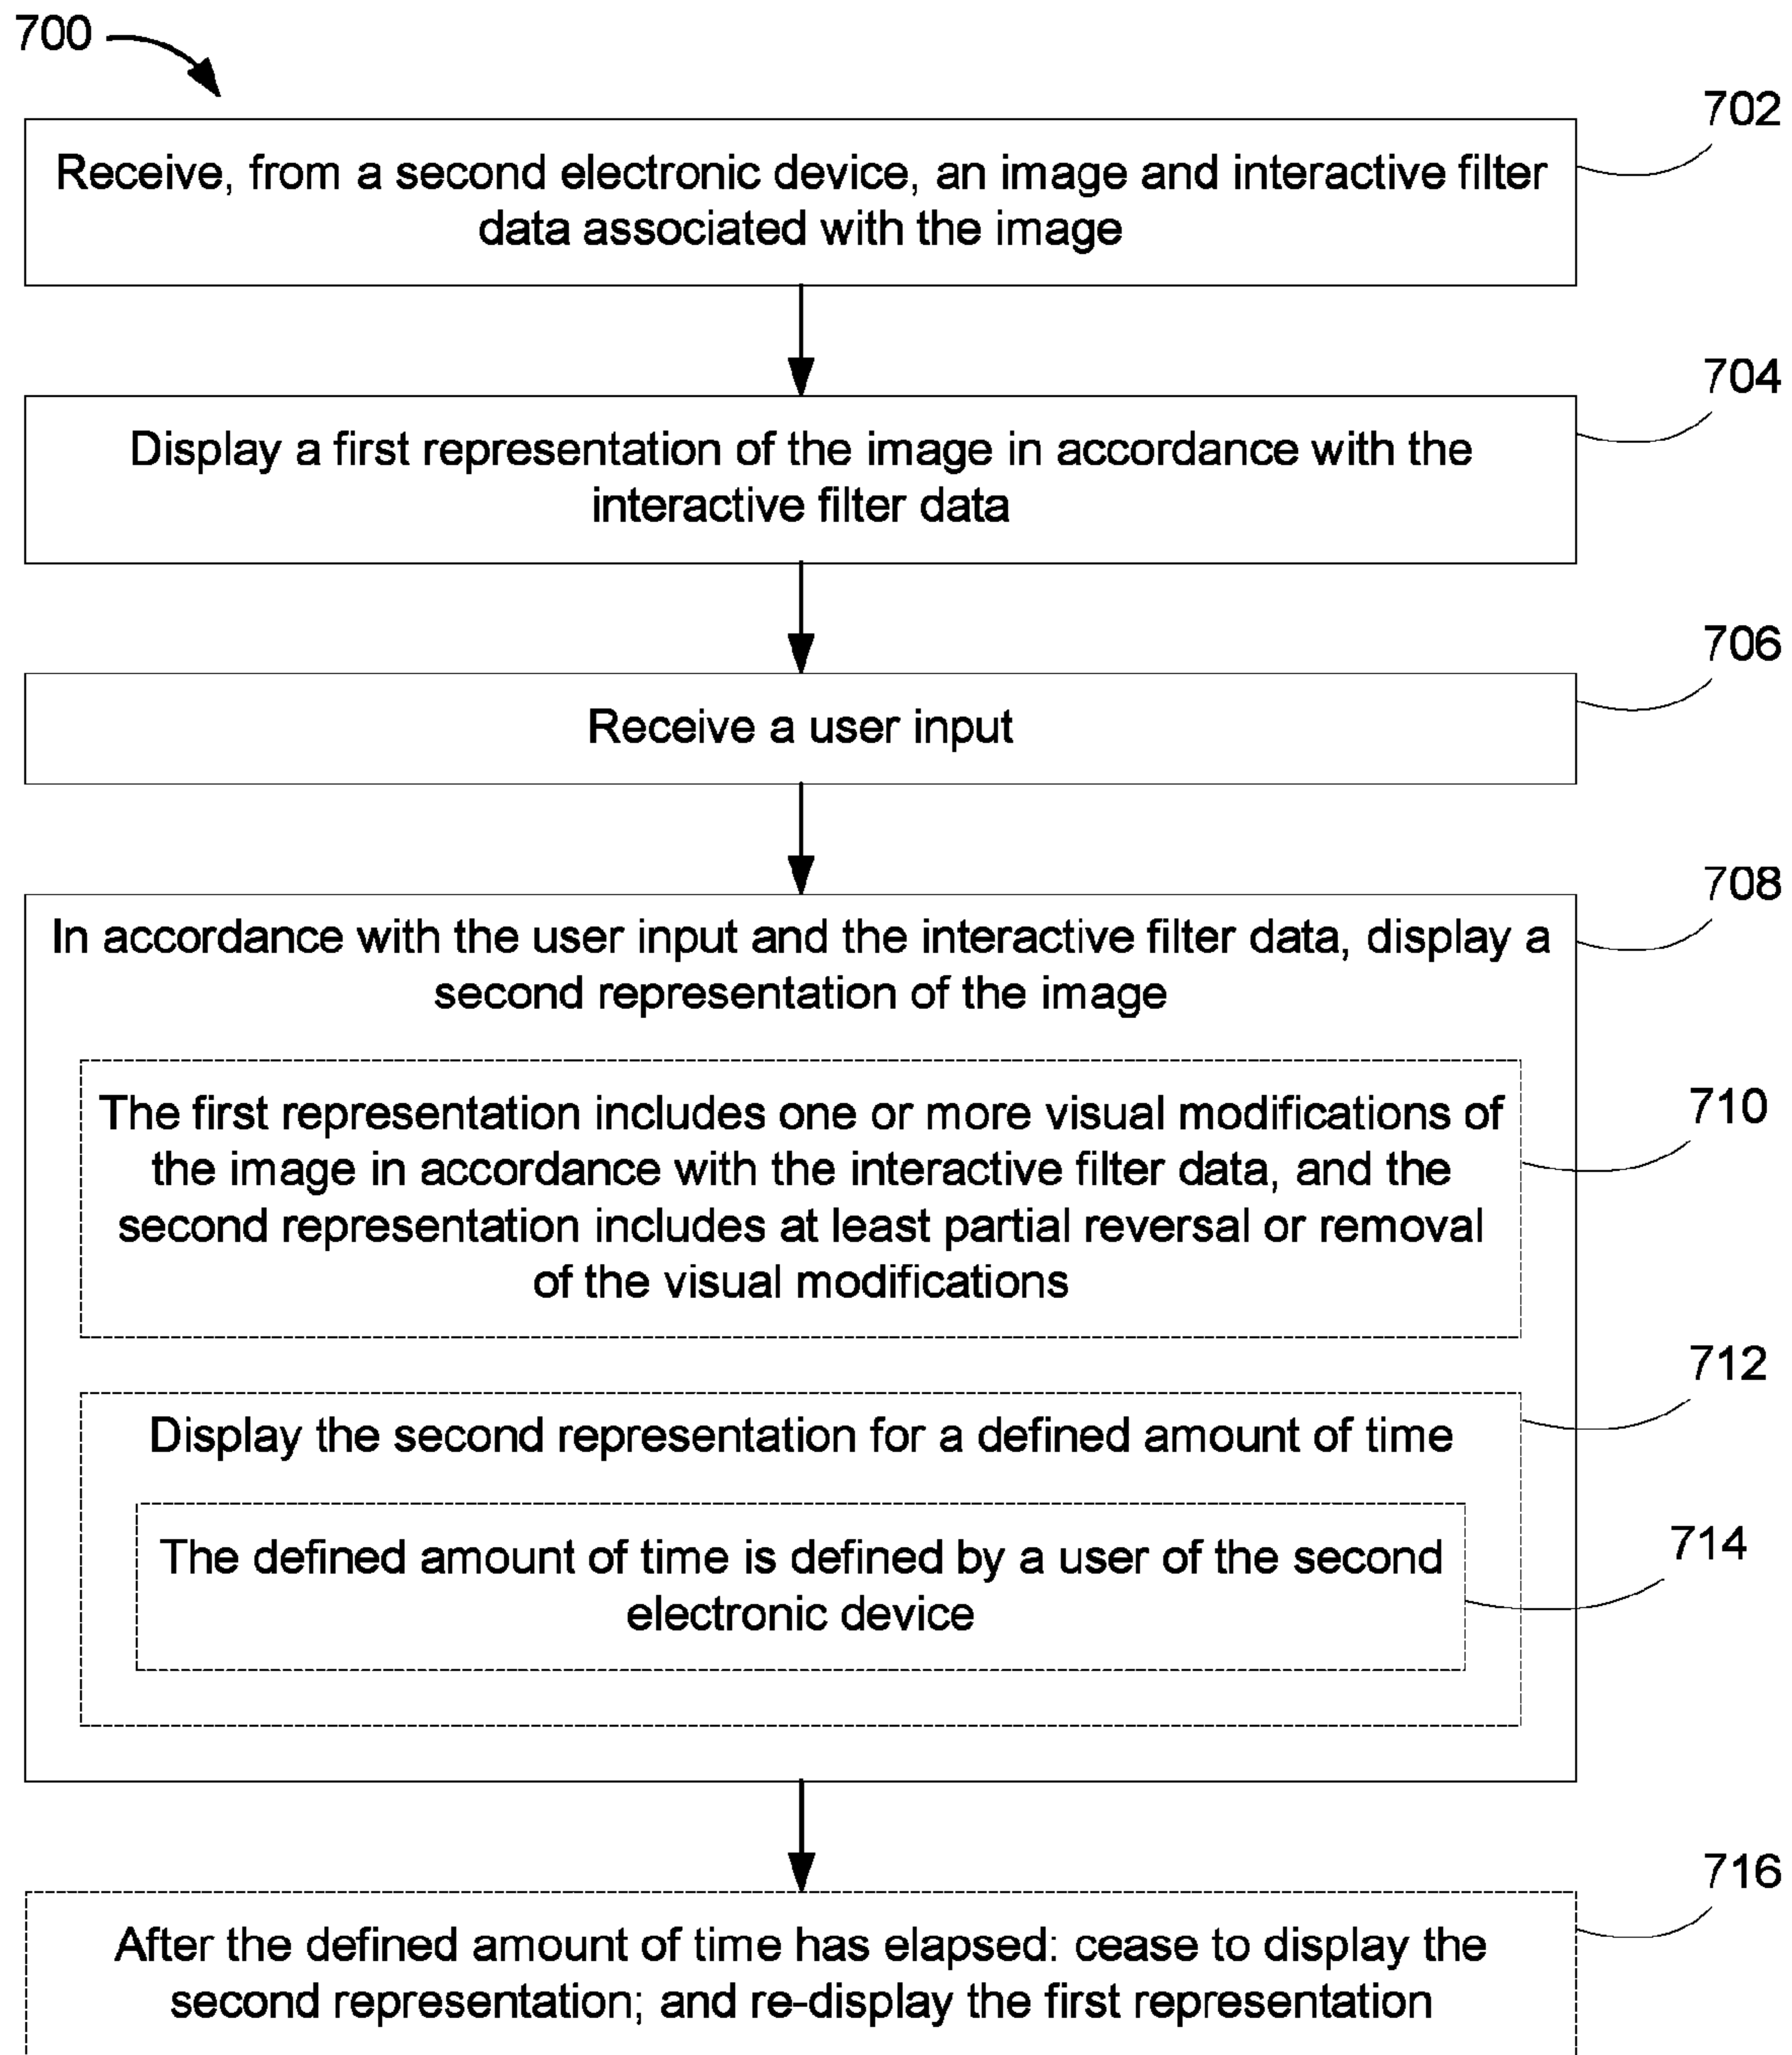 700
702
Receive, from a second electronic device, an image and interactive filter
data associated with the image
704
Display a first representation of the image in accordance with the
interactive filter data
706
Receive a user input
708
In accordance with the user input and the interactive filter data, display a
second representation of the image
710
The first representation includes one or more visual modifications of
the image in accordance with the interactive filter data, and the
second representation includes at least partial reversal or removal
of the visual modifications
712
Display the second representation for a defined amount of time
714
The defined amount of time is defined by a user of the second
electronic device
716
After the defined amount of time has elapsed: cease to display the
second representation; and re-display the first representation